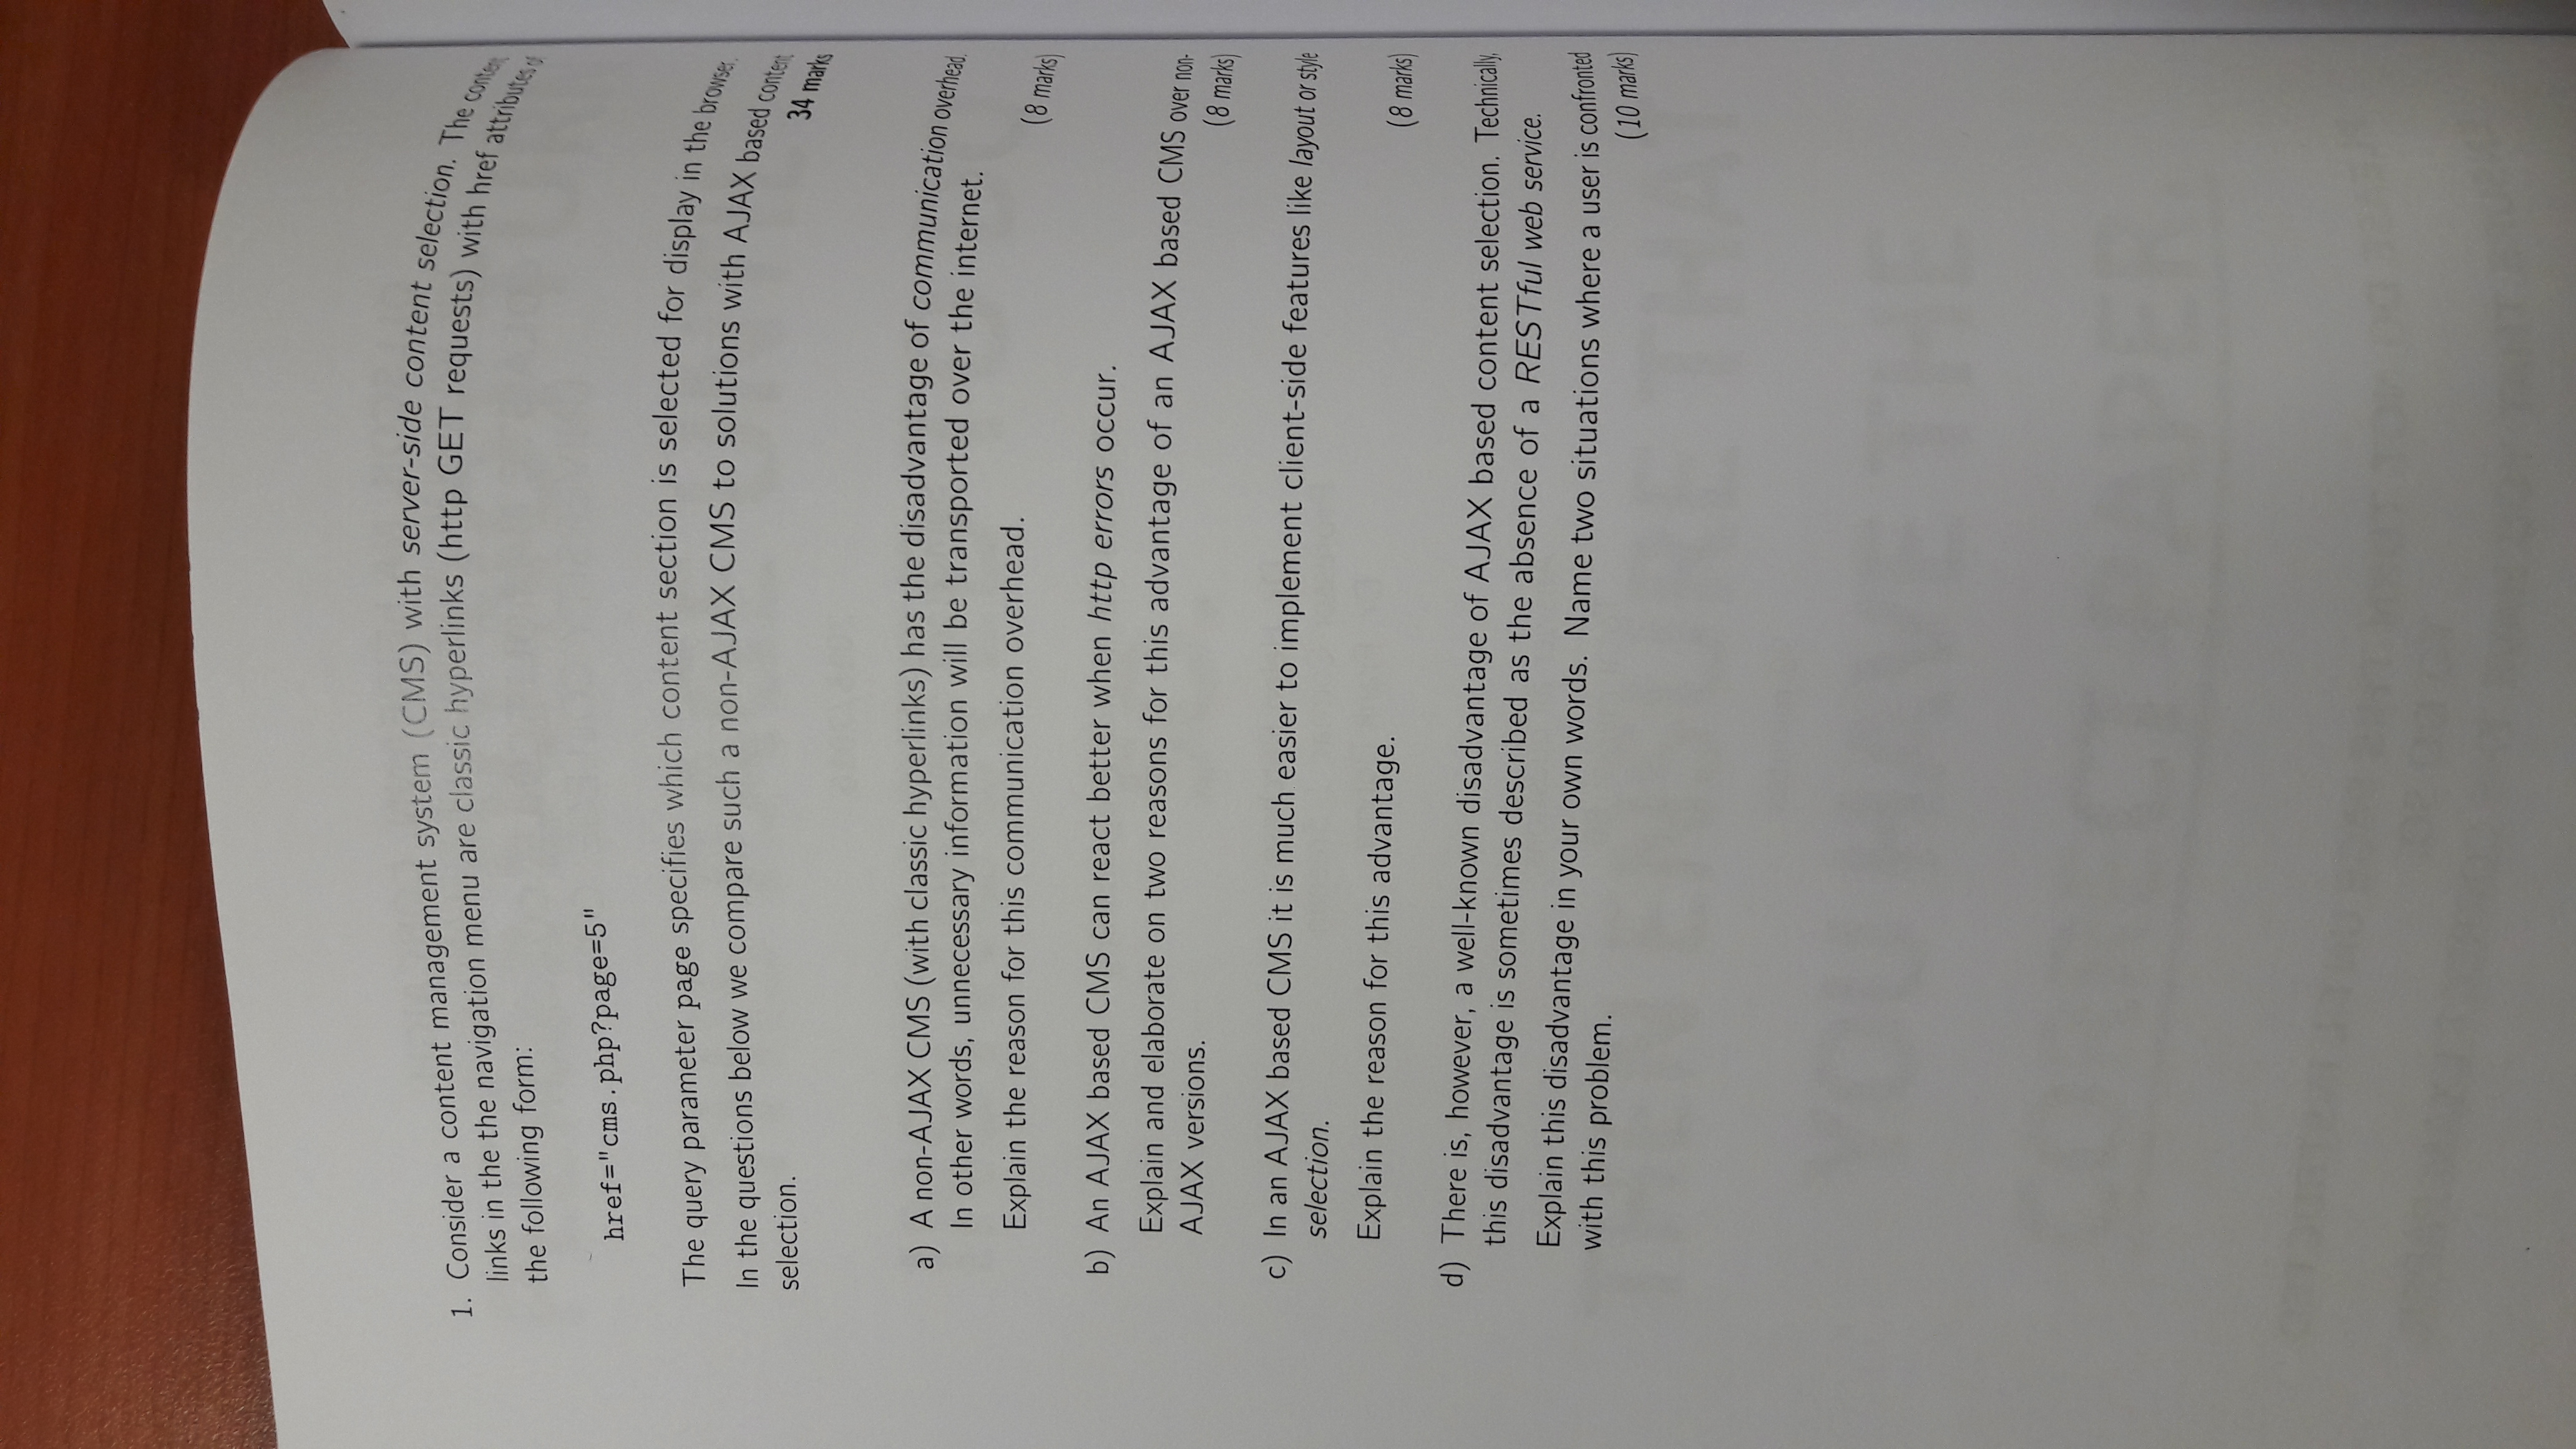 1. Consider a content management system (CMS) with server-side content selection. The content
links in the the navigation menu are classic hyperlinks (http GET requests) with href attributes of
the following form:
href="cms.php?page=5"
The query parameter page specifies which content section is selected for display in the browser.
In the questions below we compare such a non-AJAX CMS to solutions with AJAX based content
selection.
34 marks
a) A non-AJAX CMS (with classic hyperlinks) has the disadvantage of communication overhead.
In other words, unnecessary information will be transported over the internet.
Explain the reason for this communication overhead.
(8 marks)
b) An AJAX based CMS can react better when http errors occur.
Explain and elaborate on two reasons for this advantage of an AJAX based CMS over non-
AJAX versions.
(8 marks)
c) In an AJAX based CMS it is much easier to implement client-side features like layout or style
selection.
Explain the reason for this advantage.
(8 marks)
d) There is, however, a well-known disadvantage of AJAX based content selection. Technically,
this disadvantage is sometimes described as the absence of a RESTful web service.
Explain this disadvantage in your own words. Name two situations where a user is confronted
with this problem.
(10 marks)
THEN ENSURE THAT
YOU HAVE THE
CORRECT PAPER